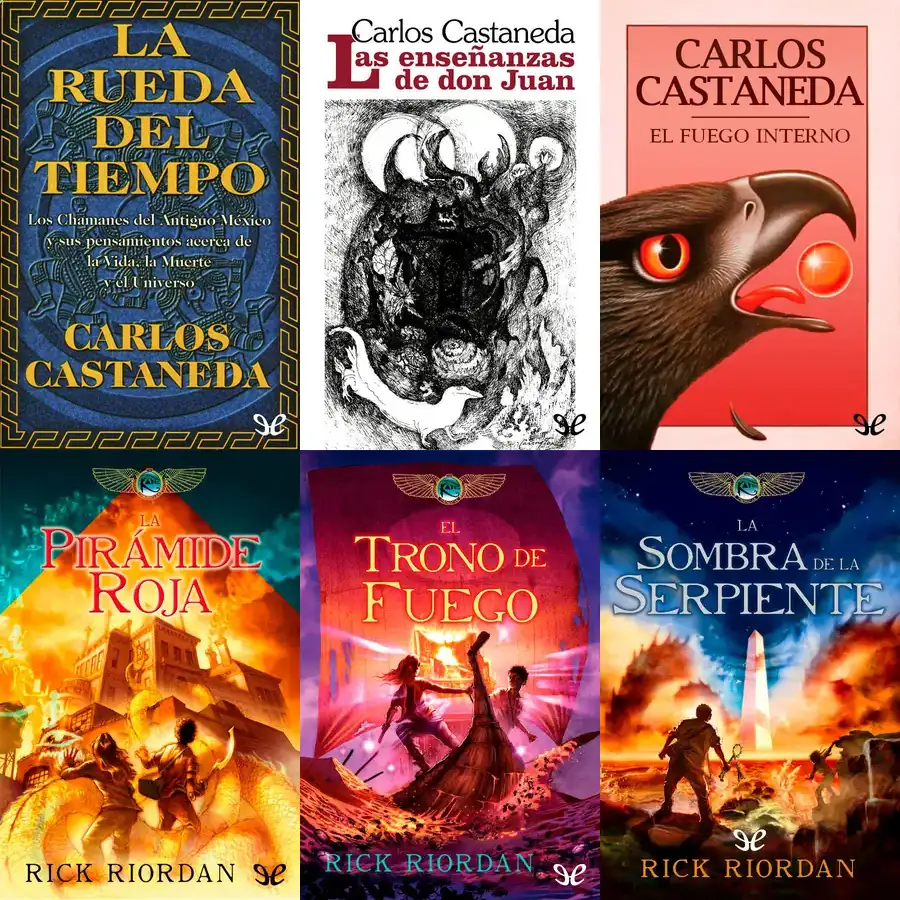 LA
RUEDA
DEL
TIEMPO
Los Chamanes del Antiguo México
y sus pensamientos acerca de
la Vida, la Muerte
y el Universo
CARLOS
CASTANEDA
Carlos Castaneda
Las enseñanzas
de don Juan
CARLOS
CASTANEDA
EL FUEGO INTERNO
LA
PIRÁMIDE
ROJA
RICK RIORDAN
EL
TRONO DE
FUEGO
RICK RIORDAN
LA
SOMBRA DE LA
SERPIENTE
RICK RIORDAN